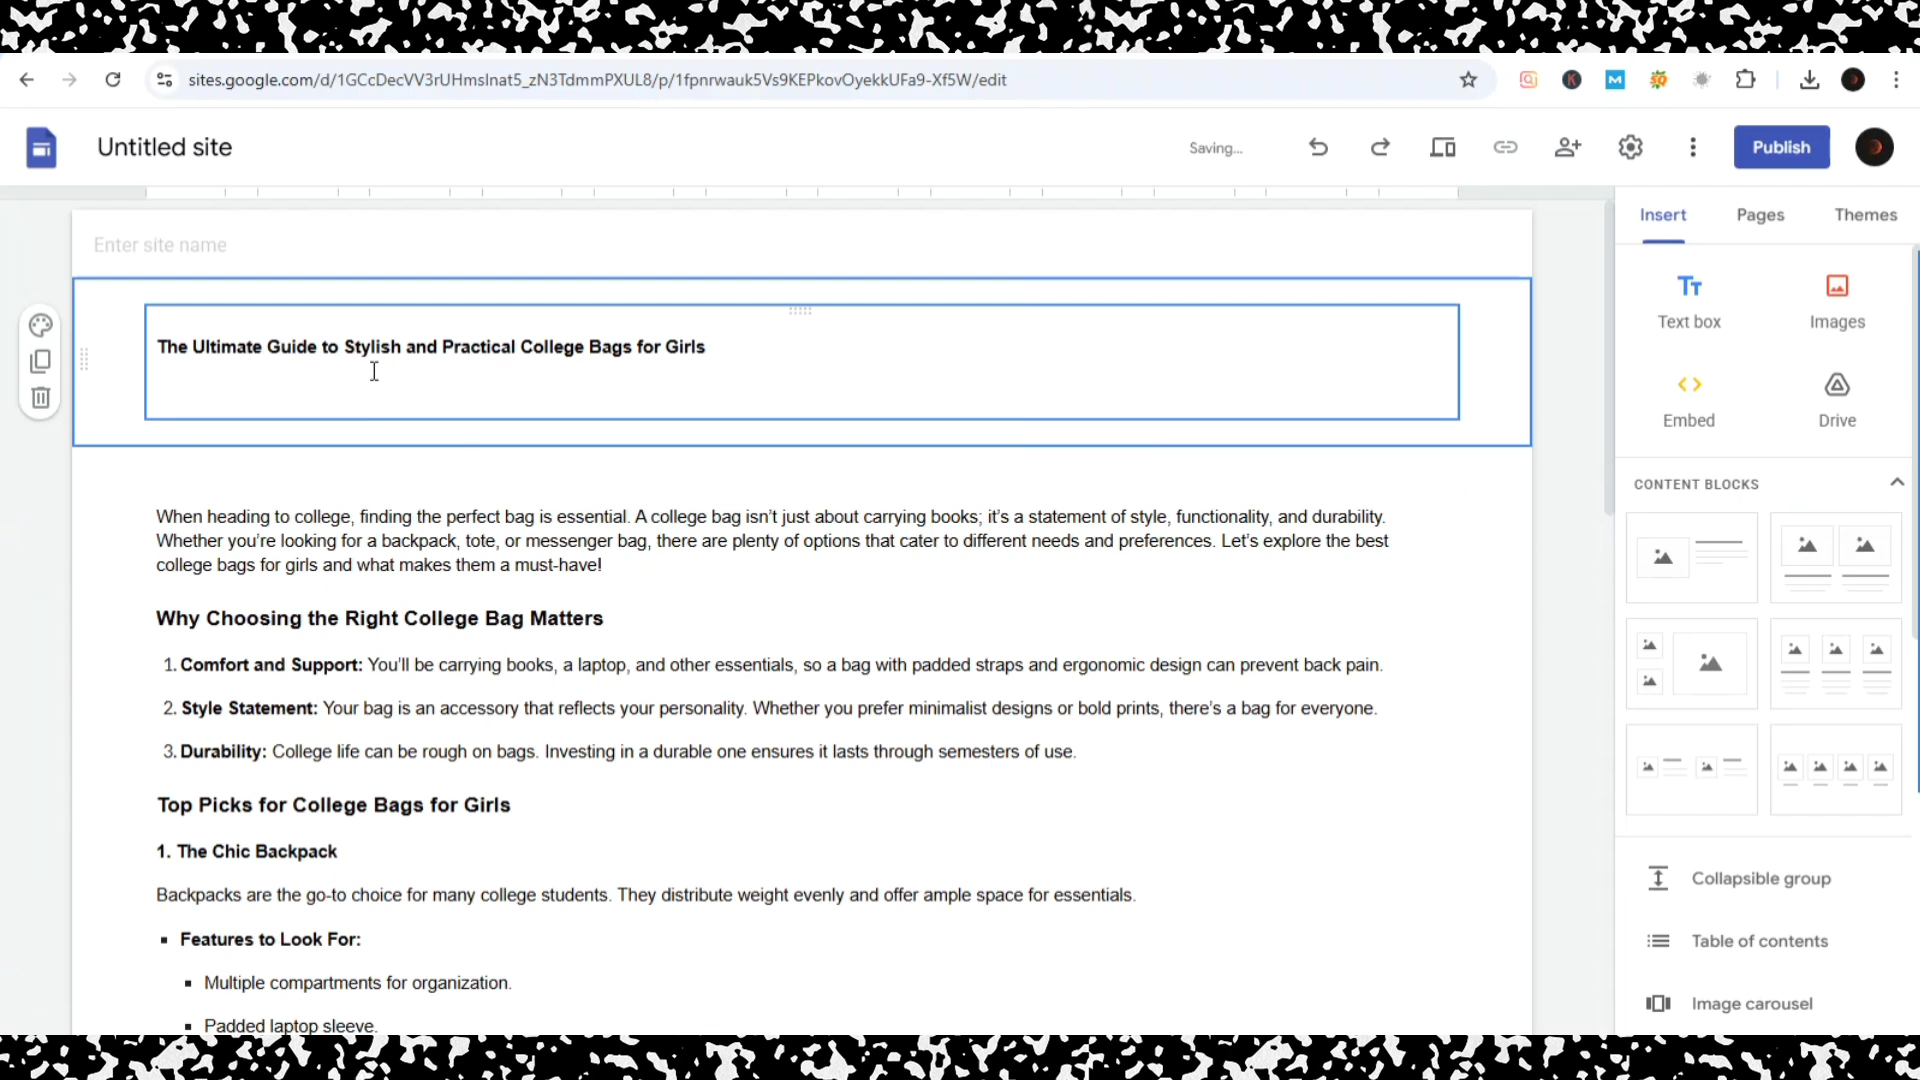 sites.google.com/d/1GCcDecVV3rUHmsInat5_zN3TdmmPXUL8/p/1fpnrwauk5Vs9KEPkovOyekkUFa9-Xf5W/edit
Untitled site
Saving...
Publish
Insert
Pages
Themes
Enter site name
The Ultimate Guide to Stylish and Practical College Bags for Girls
When heading to college, finding the perfect bag is essential. A college bag isn’t just about carrying books; it’s a statement of style, functionality, and durability.
Whether you’re looking for a backpack, tote, or messenger bag, there are plenty of options that cater to different needs and preferences. Let’s explore the best
college bags for girls and what makes them a must-have!
Why Choosing the Right College Bag Matters
1. Comfort and Support: You’ll be carrying books, a laptop, and other essentials, so a bag with padded straps and ergonomic design can prevent back pain.
2. Style Statement: Your bag is an accessory that reflects your personality. Whether you prefer minimalist designs or bold prints, there’s a bag for everyone.
3. Durability: College life can be rough on bags. Investing in a durable one ensures it lasts through semesters of use.
Top Picks for College Bags for Girls
1. The Chic Backpack
Backpacks are the go-to choice for many college students. They distribute weight evenly and offer ample space for essentials.
▪ Features to Look For:
▪ Multiple compartments for organization.
▪ Padded laptop sleeve.
Text box
Images
Embed
Drive
CONTENT BLOCKS
Collapsible group
Table of contents
Image carousel